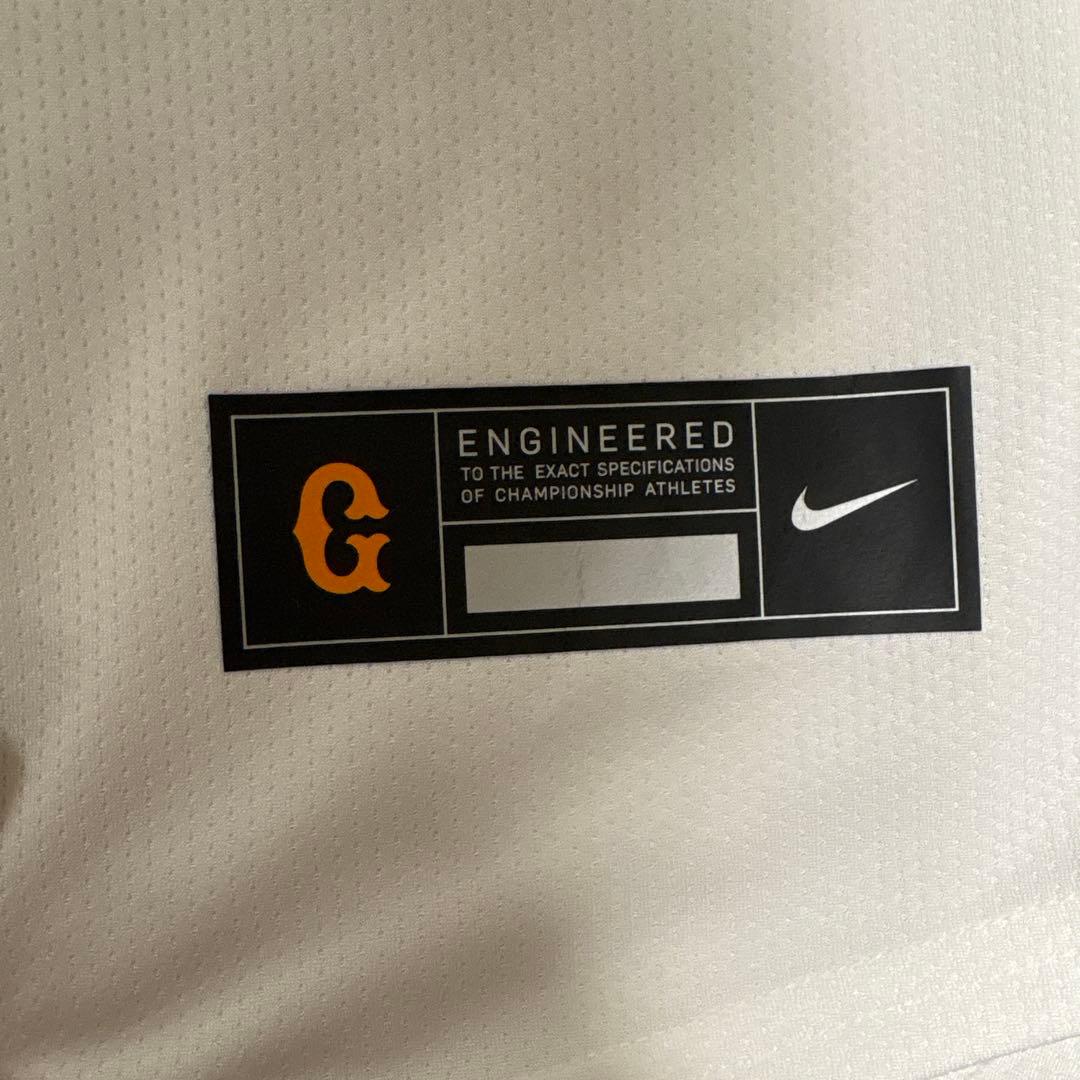 G
ENGINEERED
TO THE EXACT SPECIFICATIONS
OF CHAMPIONSHIP ATHLETES